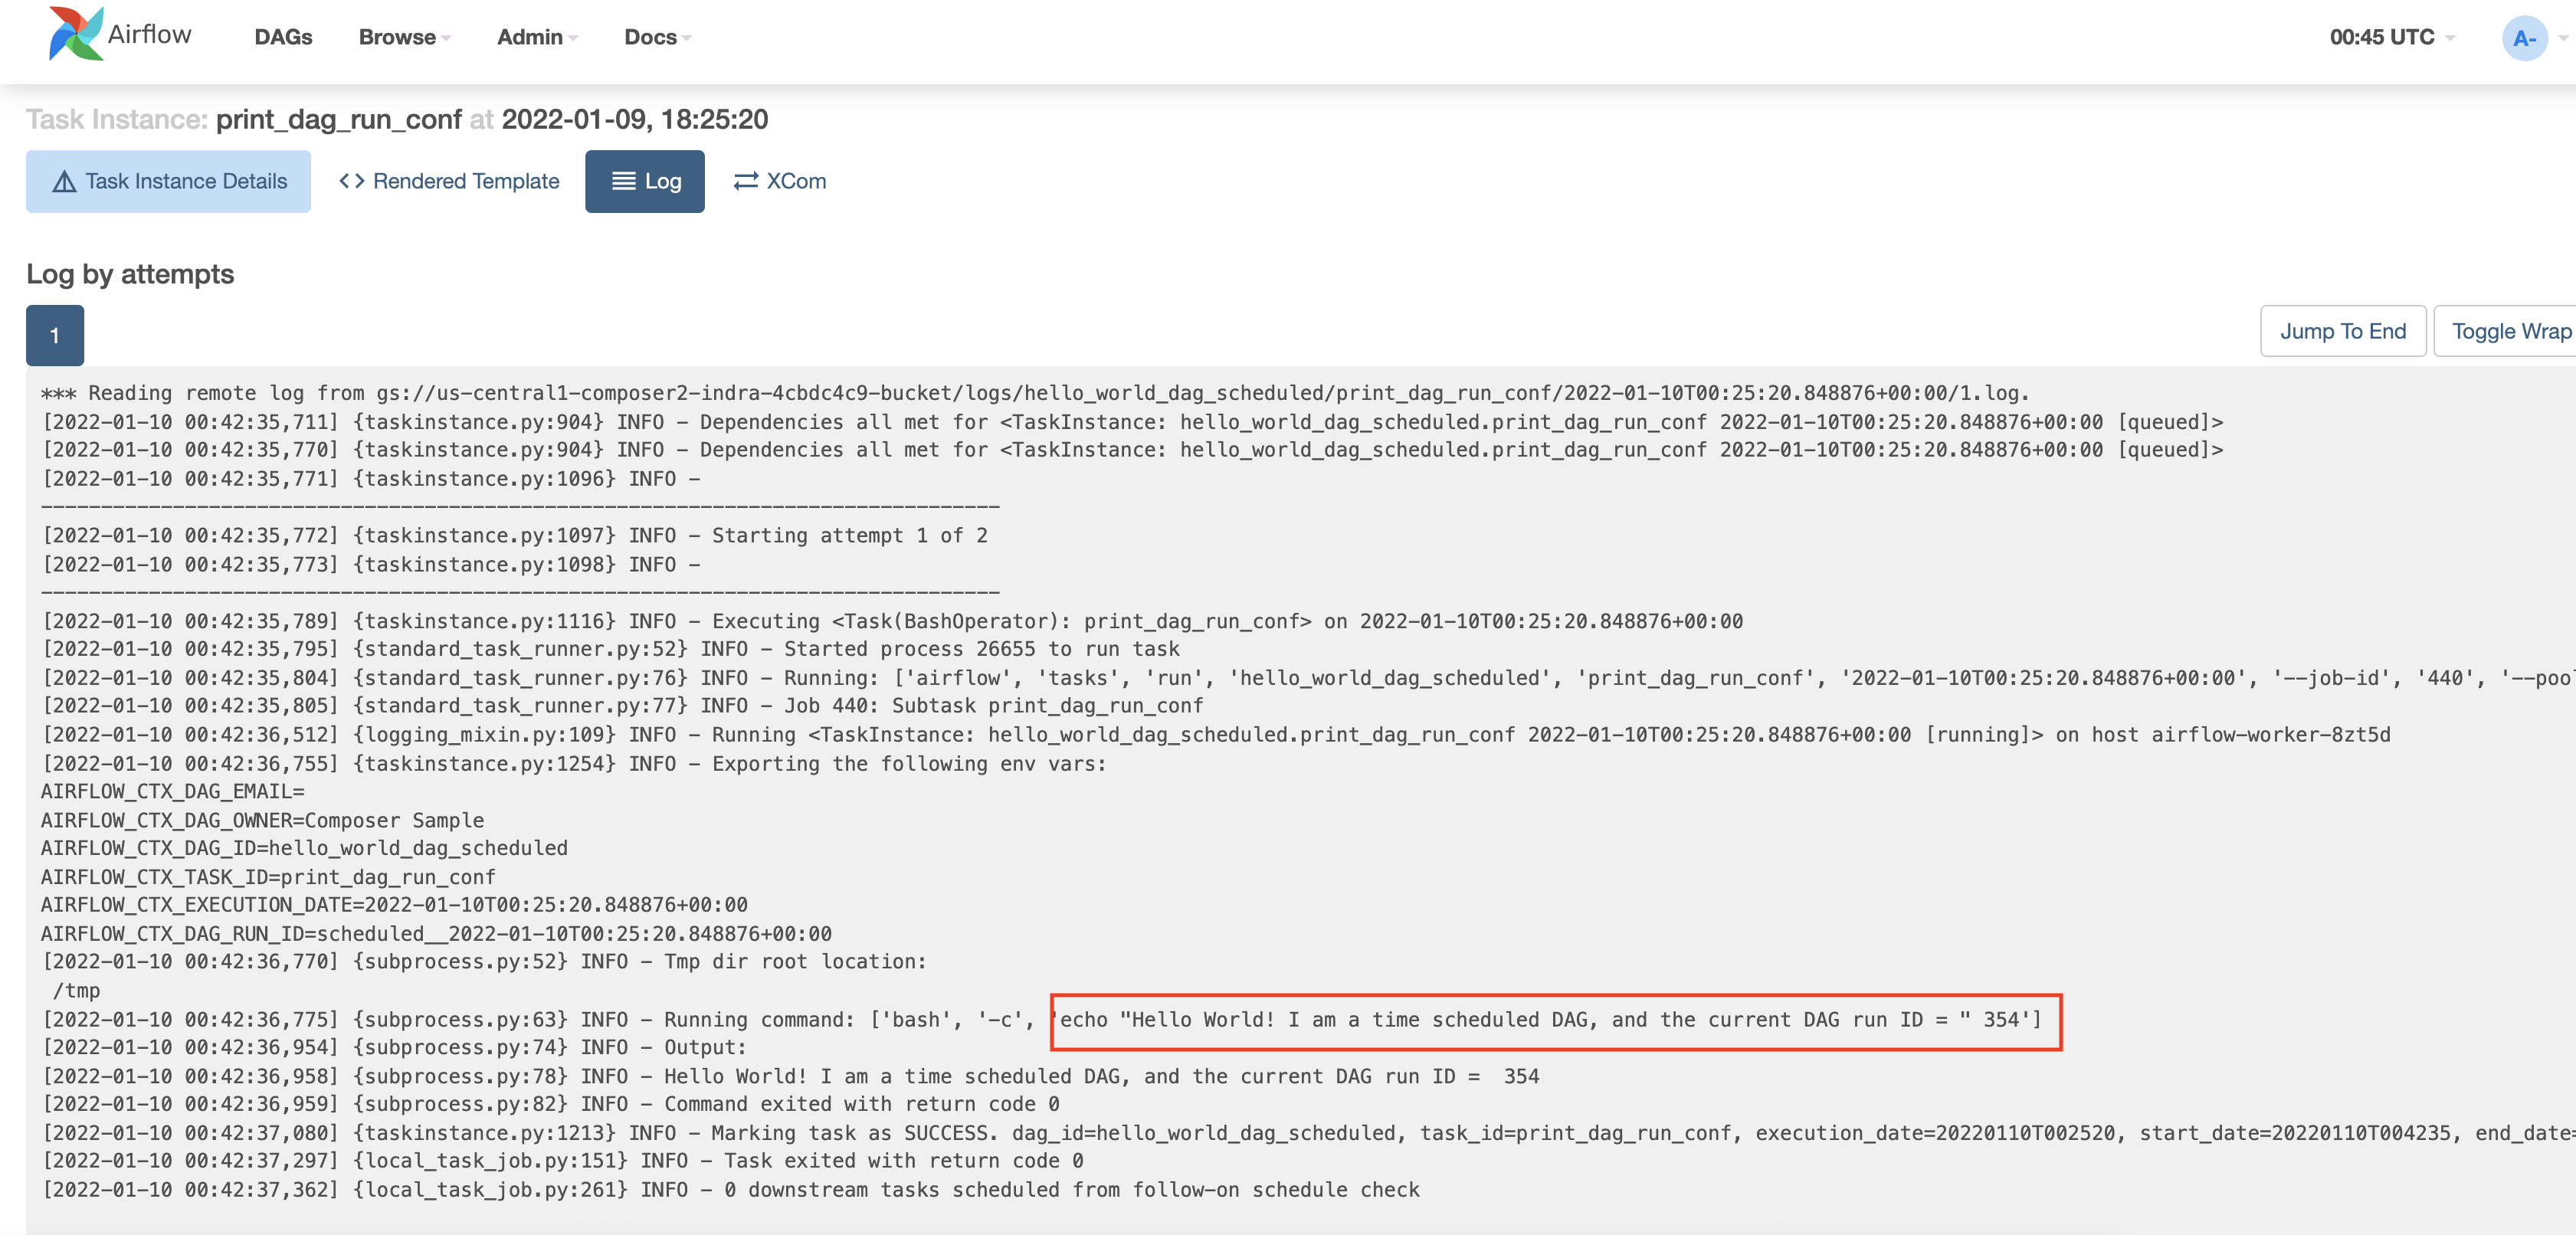 Airflow DAGs Browse Admin Docs 00:45 UTC A-
Task Instance: print_dag_run_conf at 2022-01-09, 18:25:20
Task Instance Details <> Rendered Template Log XCom
Log by attempts
1
Jump To End Toggle Wrap
*** Reading remote log from gs://us-central1-composer2-indra-4cbdc4c9-bucket/logs/hello_world_dag_scheduled/print_dag_run_conf/2022-01-10T00:25:20.848876+00:00/1.log.
[2022-01-10 00:42:35,711] {taskinstance.py:904} INFO - Dependencies all met for <TaskInstance: hello_world_dag_scheduled.print_dag_run_conf 2022-01-10T00:25:20.848876+00:00 [queued]>
[2022-01-10 00:42:35,770] {taskinstance.py:904} INFO - Dependencies all met for <TaskInstance: hello_world_dag_scheduled.print_dag_run_conf 2022-01-10T00:25:20.848876+00:00 [queued]>
[2022-01-10 00:42:35,771] {taskinstance.py:1096} INFO -
--------------------------------------------------------------------------------
[2022-01-10 00:42:35,772] {taskinstance.py:1097} INFO - Starting attempt 1 of 2
[2022-01-10 00:42:35,773] {taskinstance.py:1098} INFO -
--------------------------------------------------------------------------------
[2022-01-10 00:42:35,789] {taskinstance.py:1116} INFO - Executing <Task(BashOperator): print_dag_run_conf> on 2022-01-10T00:25:20.848876+00:00
[2022-01-10 00:42:35,795] {standard_task_runner.py:52} INFO - Started process 26655 to run task
[2022-01-10 00:42:35,804] {standard_task_runner.py:76} INFO - Running: ['airflow', 'tasks', 'run', 'hello_world_dag_scheduled', 'print_dag_run_conf', '2022-01-10T00:25:20.848876+00:00', '--job-id', '440', '--poo
[2022-01-10 00:42:35,805] {standard_task_runner.py:77} INFO - Job 440: Subtask print_dag_run_conf
[2022-01-10 00:42:36,512] {logging_mixin.py:109} INFO - Running <TaskInstance: hello_world_dag_scheduled.print_dag_run_conf 2022-01-10T00:25:20.848876+00:00 [running]> on host airflow-worker-8zt5d
[2022-01-10 00:42:36,755] {taskinstance.py:1254} INFO - Exporting the following env vars:
AIRFLOW_CTX_DAG_EMAIL=
AIRFLOW_CTX_DAG_OWNER=Composer Sample
AIRFLOW_CTX_DAG_ID=hello_world_dag_scheduled
AIRFLOW_CTX_TASK_ID=print_dag_run_conf
AIRFLOW_CTX_EXECUTION_DATE=2022-01-10T00:25:20.848876+00:00
AIRFLOW_CTX_DAG_RUN_ID=scheduled__2022-01-10T00:25:20.848876+00:00
[2022-01-10 00:42:36,770] {subprocess.py:52} INFO - Tmp dir root location:
/tmp
[2022-01-10 00:42:36,775] {subprocess.py:63} INFO - Running command: ['bash', '-c', 'echo "Hello World! I am a time scheduled DAG, and the current DAG run ID = " 354']
[2022-01-10 00:42:36,954] {subprocess.py:74} INFO - Output:
[2022-01-10 00:42:36,958] {subprocess.py:78} INFO - Hello World! I am a time scheduled DAG, and the current DAG run ID =  354
[2022-01-10 00:42:36,959] {subprocess.py:82} INFO - Command exited with return code 0
[2022-01-10 00:42:37,080] {taskinstance.py:1213} INFO - Marking task as SUCCESS. dag_id=hello_world_dag_scheduled, task_id=print_dag_run_conf, execution_date=20220110T002520, start_date=20220110T004235, end_date=
[2022-01-10 00:42:37,297] {local_task_job.py:151} INFO - Task exited with return code 0
[2022-01-10 00:42:37,362] {local_task_job.py:261} INFO - 0 downstream tasks scheduled from follow-on schedule check